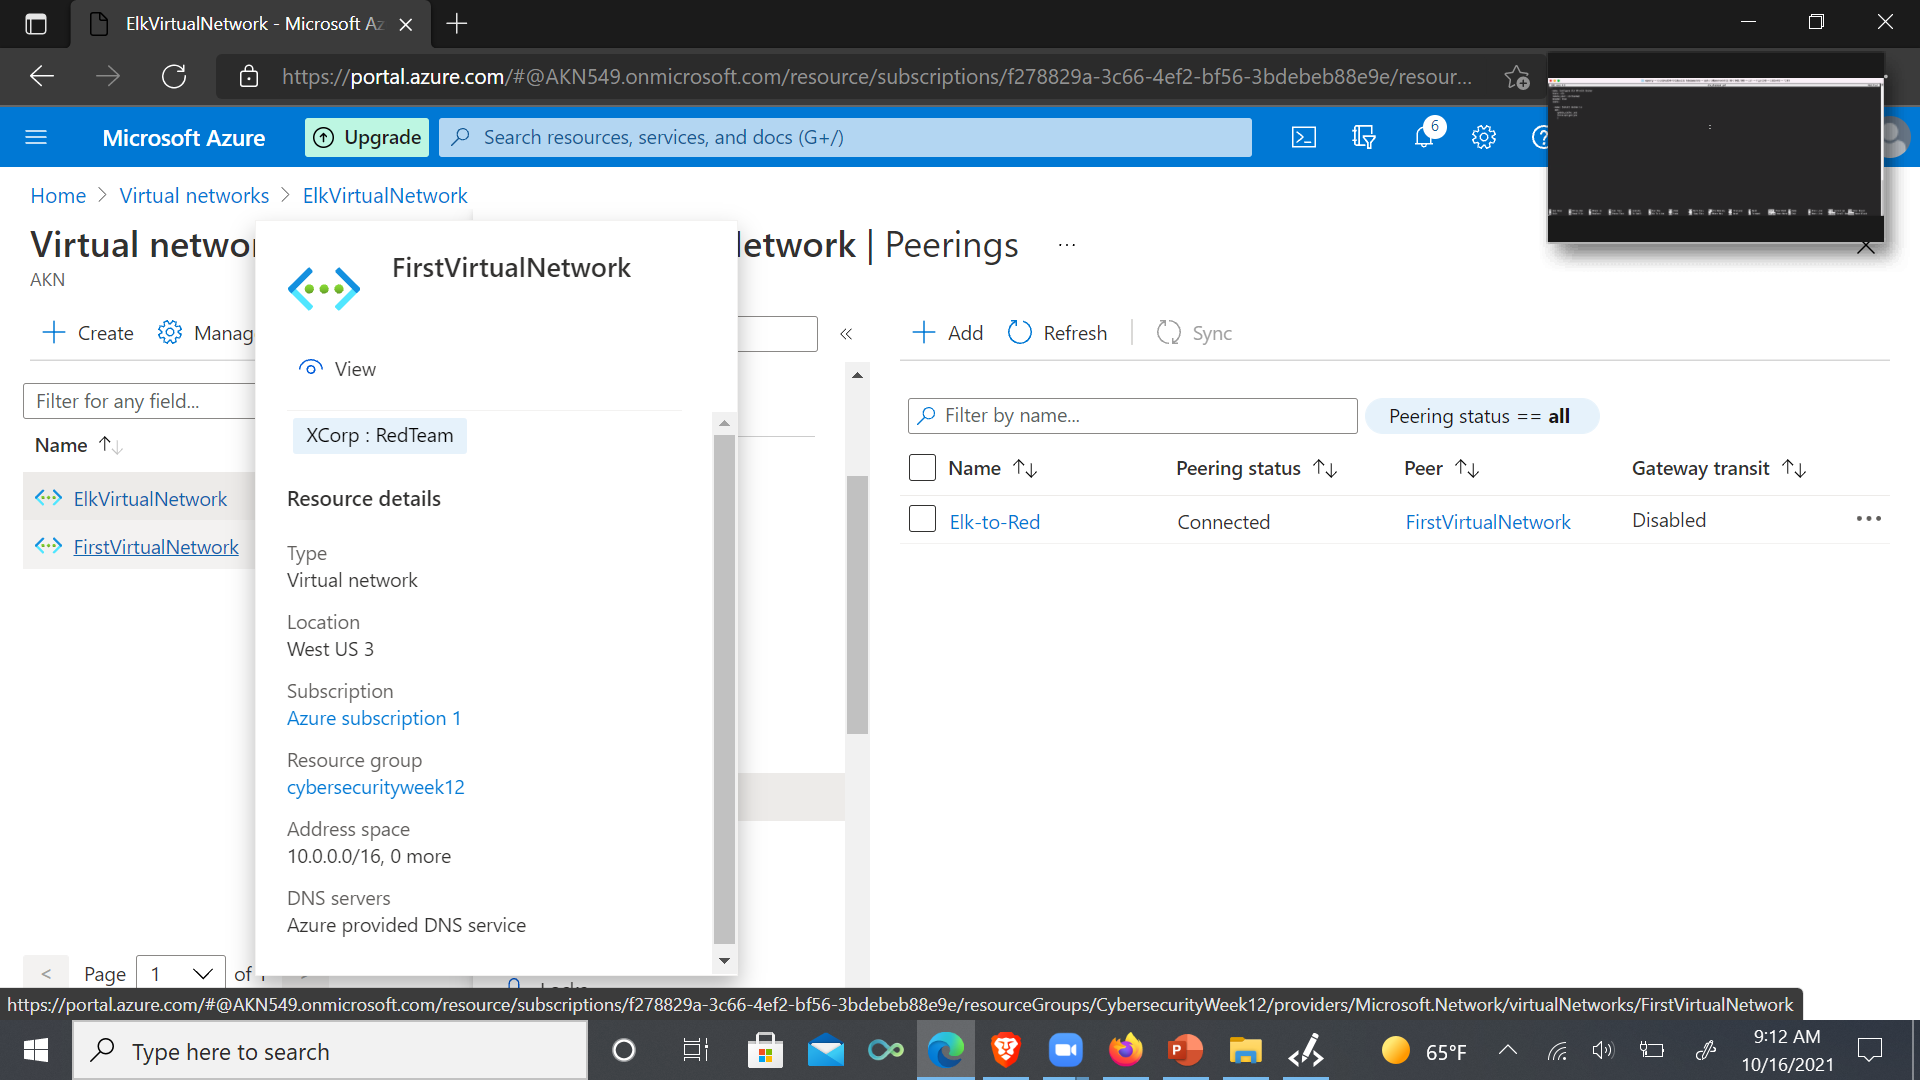 ElkVirtualNetwork - Microsoft Az
https://portal.azure.com/#@AKN549.onmicrosoft.com/resource/subscriptions/f278829a-3c66-4ef2-bf56-3bdebeb88e9e/resour...
Microsoft Azure
Upgrade
Search resources, services, and docs (G+/)
6
Home > Virtual networks > ElkVirtualNetwork
Virtual networ
etwork | Peerings
...
AKN
Create
Manag
Filter for any field...
Name
ElkVirtualNetwork
FirstVirtualNetwork
< Page 1 of 1 >
FirstVirtualNetwork
View
XCorp : RedTeam
Resource details
Type
Virtual network
Location
West US 3
Subscription
Azure subscription 1
Resource group
cybersecurityweek12
Address space
10.0.0.0/16, 0 more
DNS servers
Azure provided DNS service
Locks
«
Add
Refresh
Sync
Filter by name...
Peering status == all
Name
Peering status
Peer
Gateway transit
Elk-to-Red
Connected
FirstVirtualNetwork
Disabled
https://portal.azure.com/#@AKN549.onmicrosoft.com/resource/subscriptions/f278829a-3c66-4ef2-bf56-3bdebeb88e9e/resourceGroups/CybersecurityWeek12/providers/Microsoft.Network/virtualNetworks/FirstVirtualNetwork
Type here to search
65°F
9:12 AM
10/16/2021